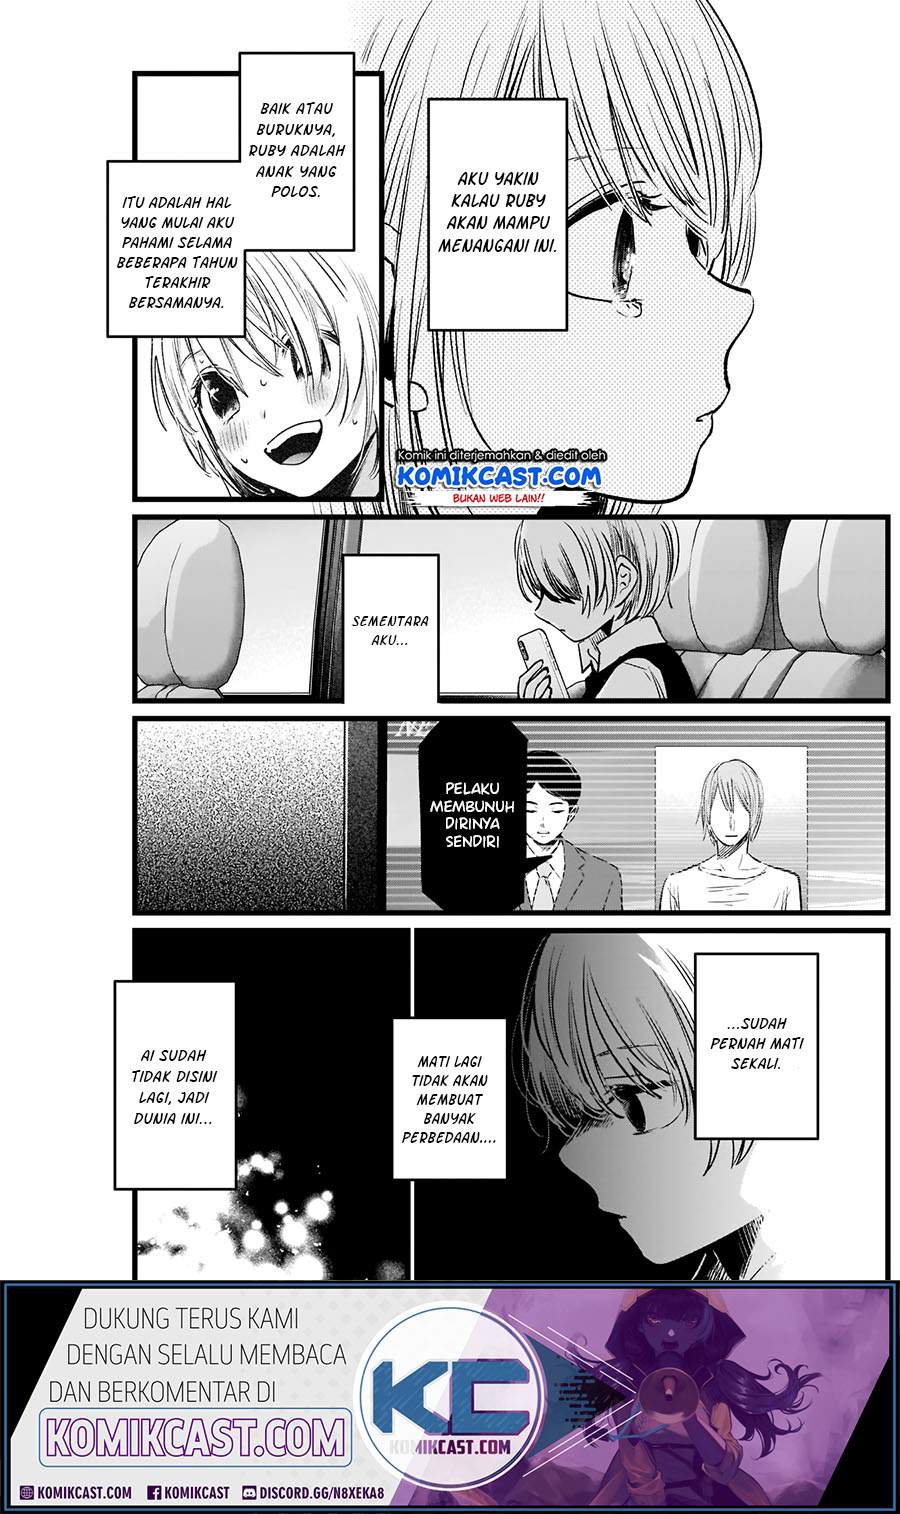 AKU YAKIN
KALAU RUBY
AKAN MAMPU
MENANGANI INI.
BAIK ATAU
BURUKNYA,
RUBY ADALAH
ANAK YANG
POLOS.
ITU ADALAH HAL
YANG MULAI AKU
PAHAMI SELAMA
BEBERAPA TAHUN
TERAKHIR
BERSAMANYA.
Komik ini diterjemahkan & diedit oleh
KOMIKCAST.COM
BUKAN WEB LAIN!!
SEMENTARA
AKU...
PELAKU
MEMBUNUH
DIRINYA
SENDIRI
...SUDAH
PERNAH MATI
SEKALI.
MATI LAGI
TIDAK AKAN
MEMBUAT
BANYAK
PERBEDAAN....
AI SUDAH
TIDAK DISINI
LAGI, JADI
DUNIA INI...
DUKUNG TERUS KAMI
DENGAN SELALU MEMBACA
DAN BERKOMENTAR DI
KOMIKCAST.COM
KC
KOMIKCAST.COM
KOMIKCAST.COM KOMIKCAST DISCORD.GG/N8XEKA8